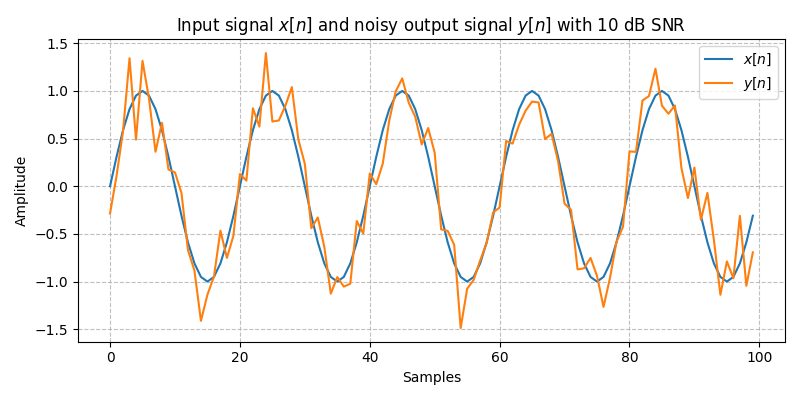 Input signal x[n] and noisy output signal y[n] with 10 dB SNR
x[n]
y[n]
Amplitude
1.5
1.0
0.5
0.0
−0.5
−1.0
−1.5
0 20 40 60 80 100
Samples